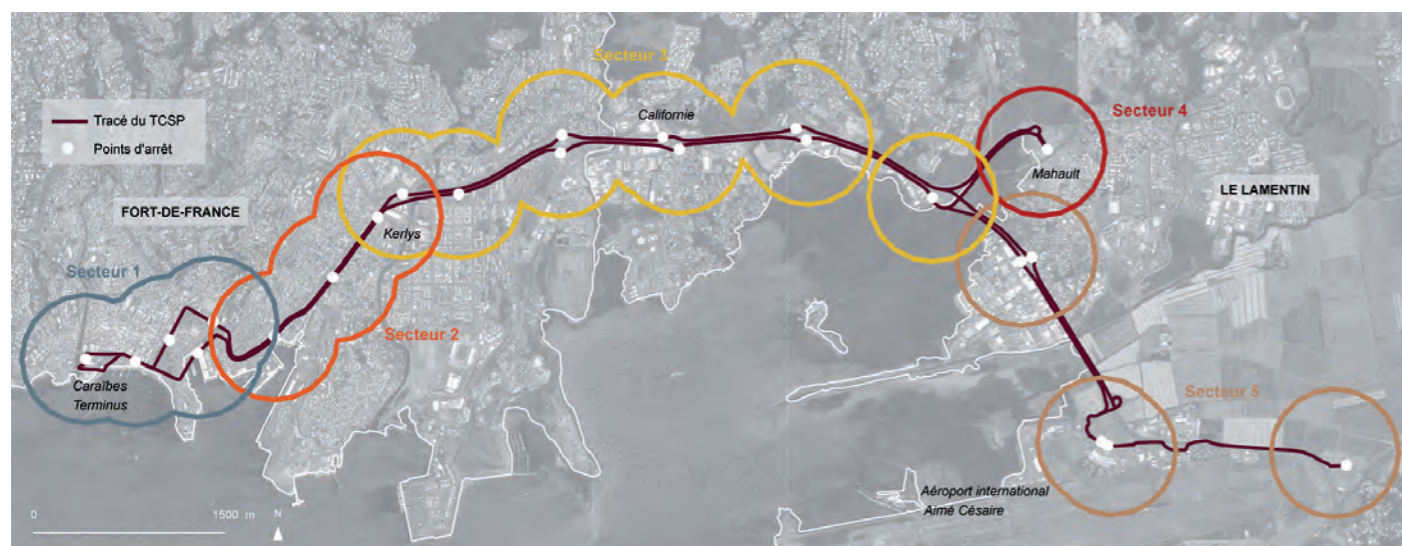 Secteur 3
Tracé du TCSP
Points d'arrêt
Californie
Secteur 4
Mahault
FORT-DE-FRANCE
LE LAMENTIN
Kerlys
Secteur 1
Secteur 2
Caraïbes
Terminus
Secteur 5
Aéroport international
Aimé Césaire
0 1500 m N